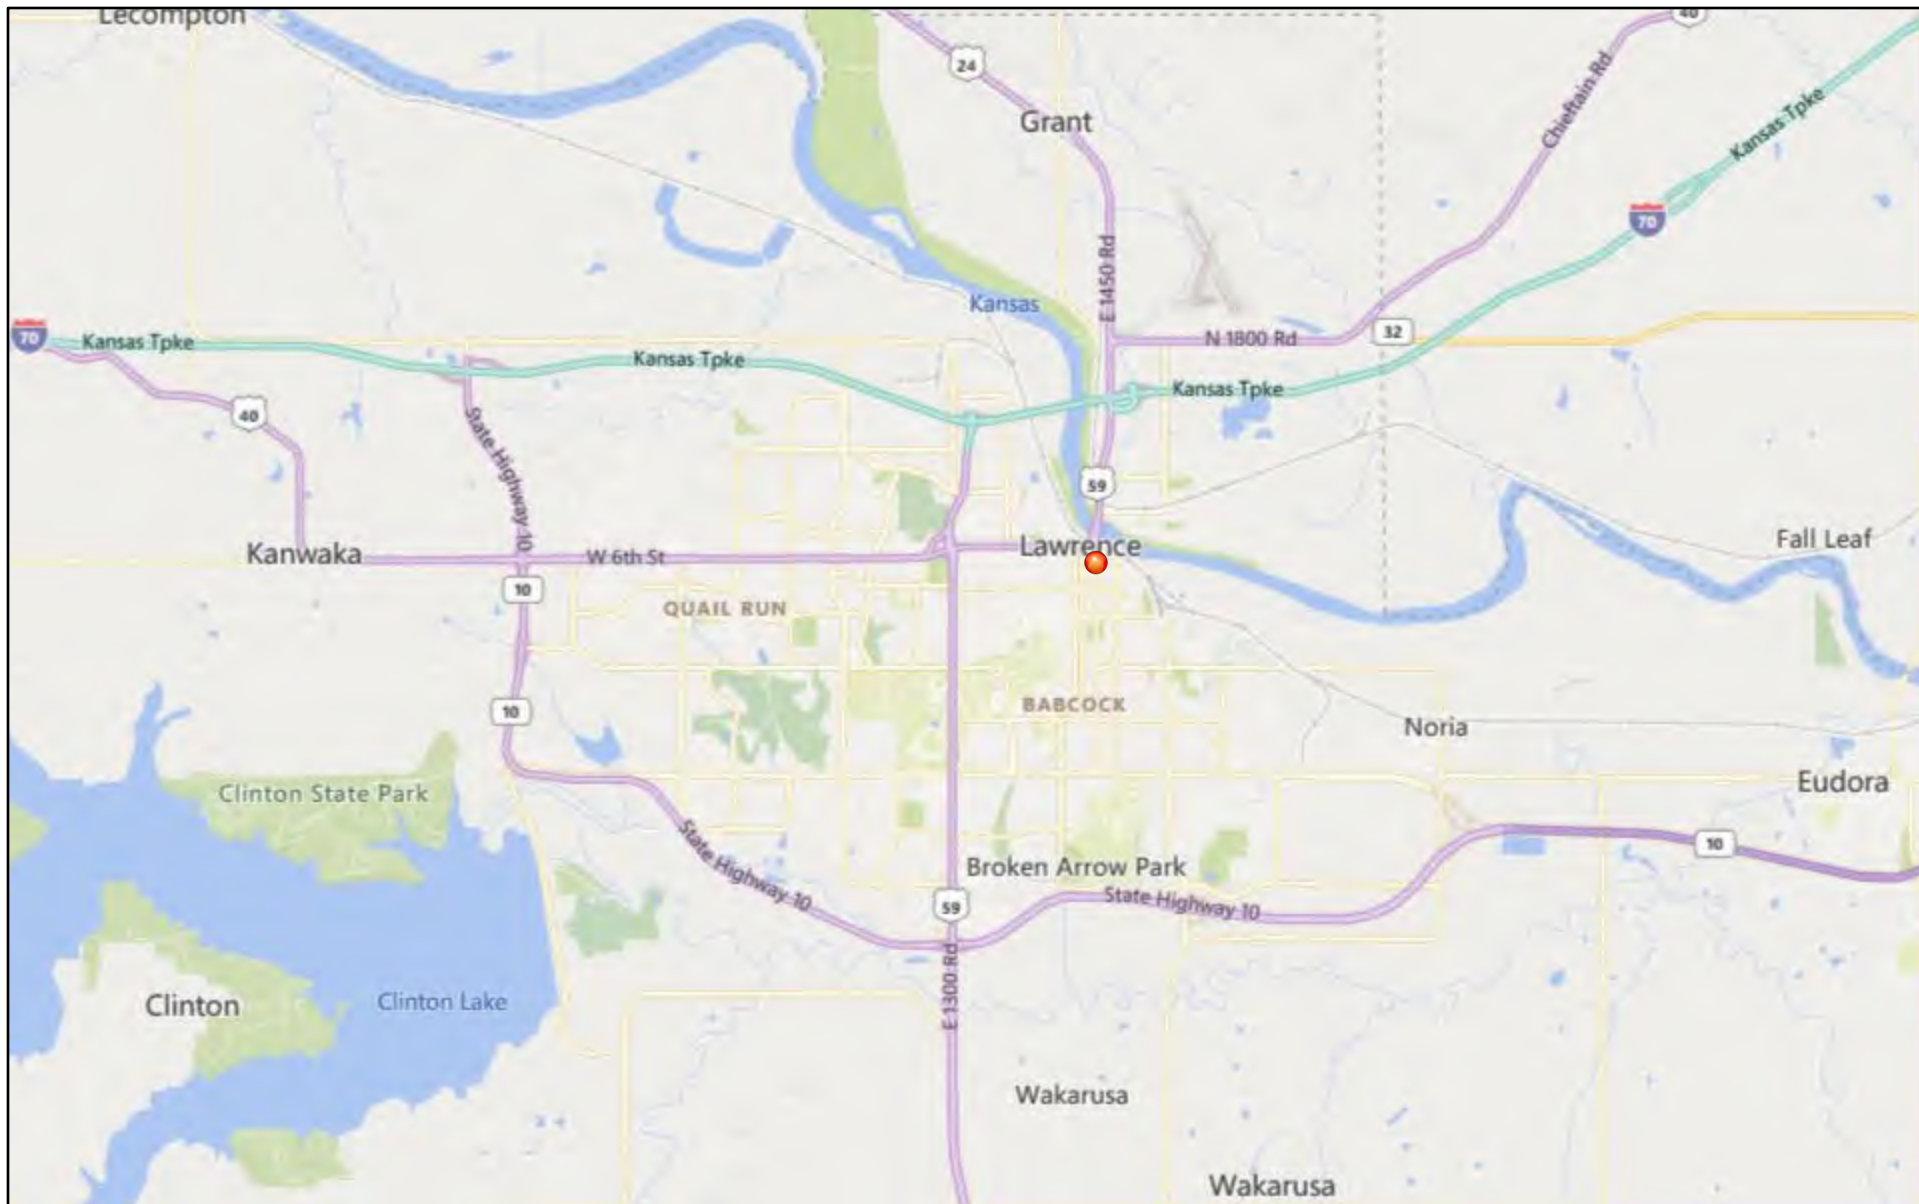 Lecompton
40
24
Chieftain Rd
Kansas Tpke
Grant
70
E 1450 Rd
Kansas
32
70
Kansas Tpke
N 1800 Rd
Kansas Tpke
Kansas Tpke
40
State Highway 10
59
Fall Leaf
Lawrence
Kanwaka
W 6th St
10
QUAIL RUN
BABCOCK
10
Noria
Eudora
Clinton State Park
State Highway 10
10
Broken Arrow Park
State Highway 10
59
E 1300 Rd
Clinton
Clinton Lake
Wakarusa
Wakarusa